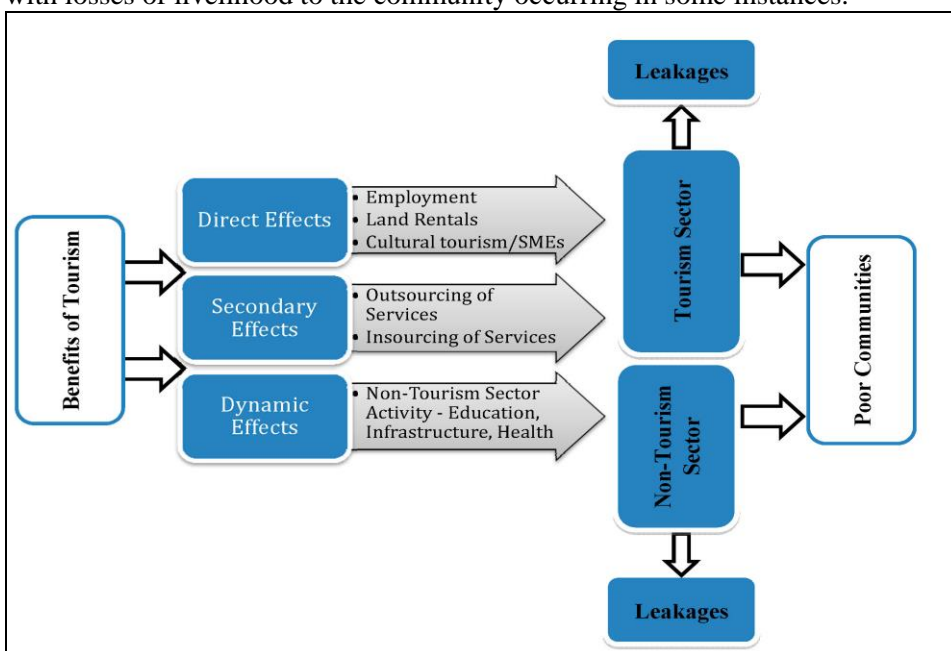 with losses of livelihood to the community occurring in some instances.
Leakages
Benefits of Tourism
Direct Effects
• Employment
• Land Rentals
• Cultural tourism/SMEs
Secondary
Effects
• Outsourcing of
Services
• Insourcing of Services
Dynamic
Effects
• Non-Tourism Sector
Activity - Education,
Infrastructure, Health
Tourism Sector
Non-Tourism
Sector
Poor Communities
Leakages